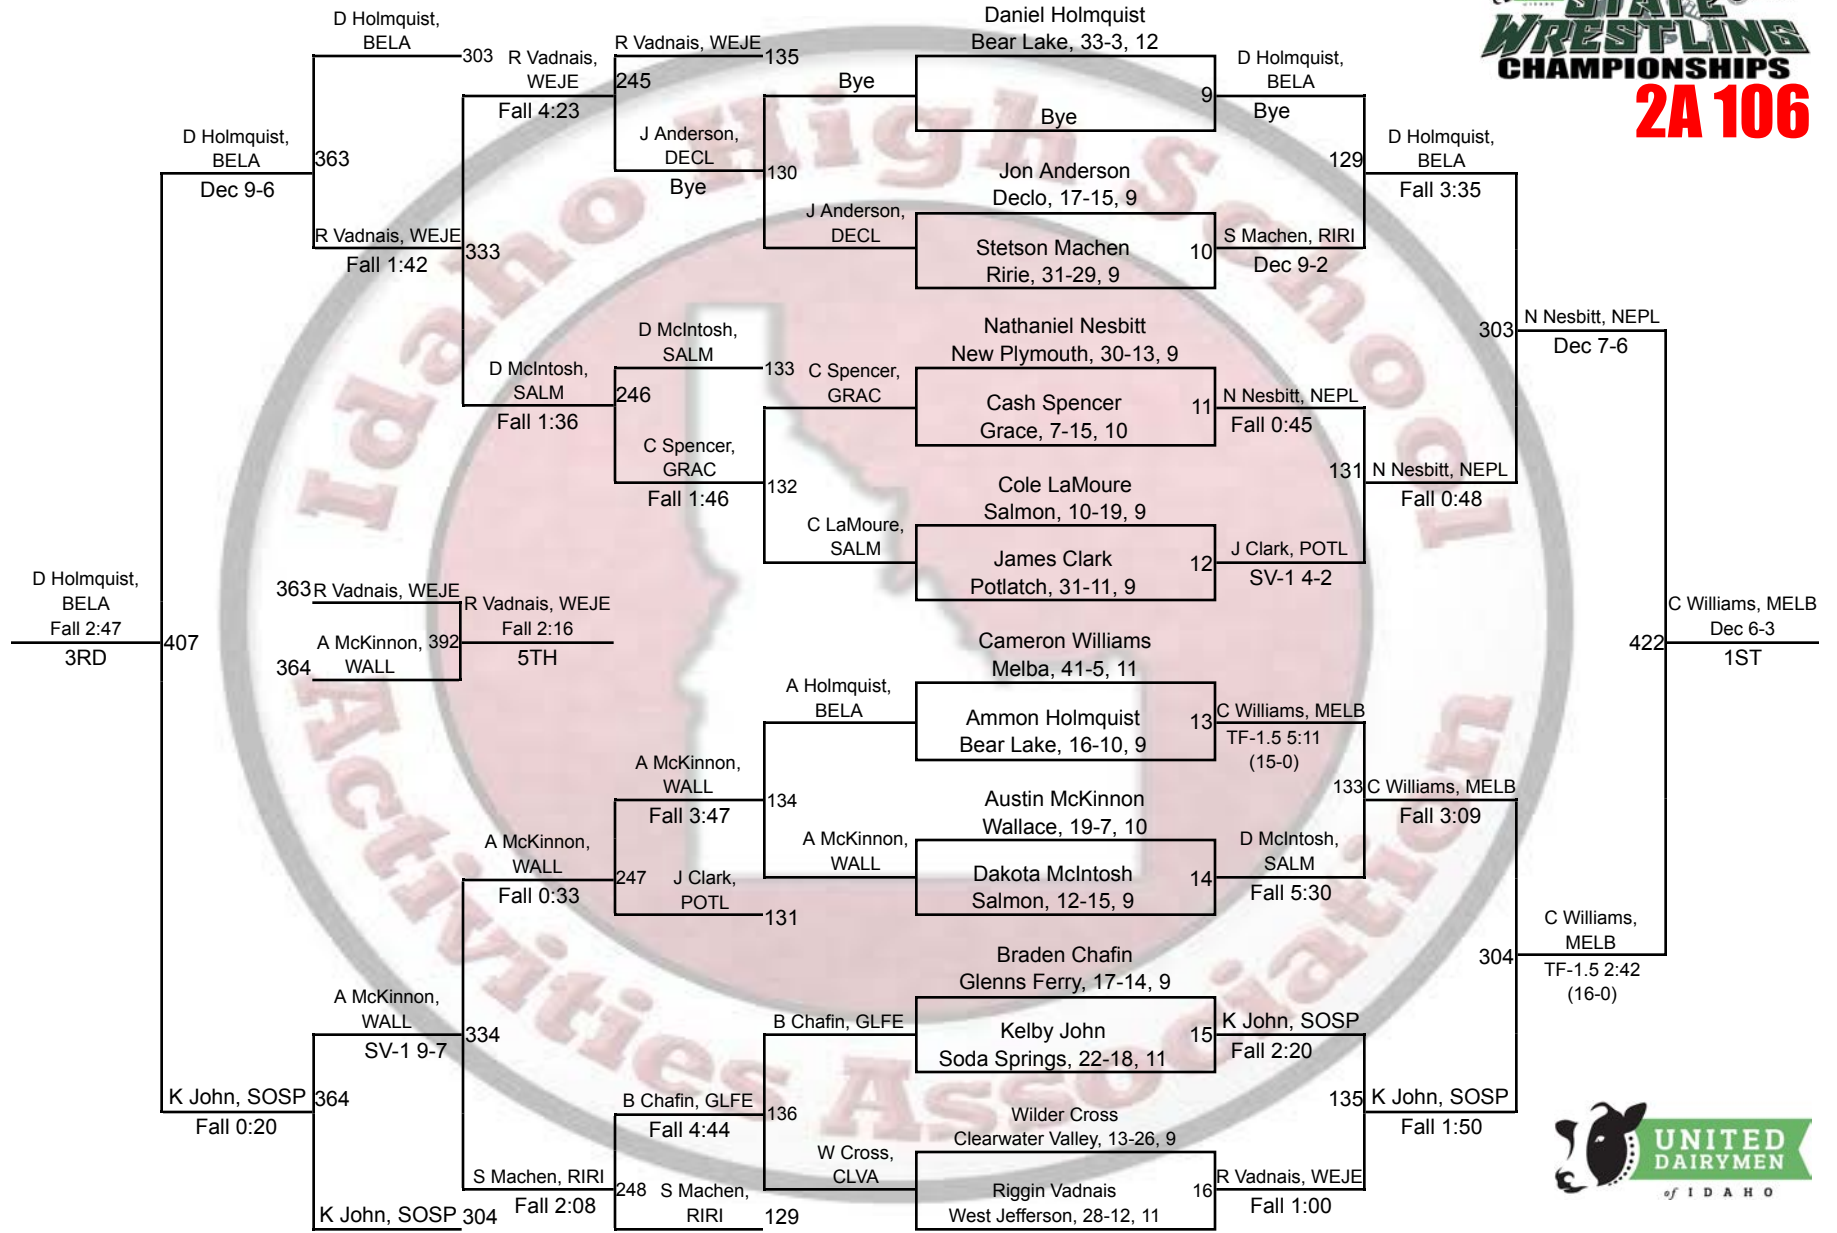 D Holmquist,
BELA
303
363
R Vadnais, WEJE
Fall 1:42
D Holmquist,
BELA
Dec 9-6
R Vadnais,
WEJE
Fall 4:23
333
D McIntosh,
SALM
Fall 1:36
R Vadnais, WEJE
135
245
J Anderson,
DECL
Bye
130
D McIntosh,
SALM
133
246
C Spencer,
GRAC
Fall 1:46
132
Bye
J Anderson,
DECL
C Spencer,
GRAC
C LaMoure,
SALM
Daniel Holmquist
Bear Lake, 33-3, 12
Bye
9
Jon Anderson
Declo, 17-15, 9
Stetson Machen
Ririe, 31-29, 9
10
Nathaniel Nesbitt
New Plymouth, 30-13, 9
Cash Spencer
Grace, 7-15, 10
11
Cole LaMoure
Salmon, 10-19, 9
James Clark
Potlatch, 31-11, 9
12
D Holmquist,
BELA
Bye
129
S Machen, RIRI
Dec 9-2
N Nesbitt, NEPL
Fall 0:45
131
J Clark, POTL
SV-1 4-2
D Holmquist,
BELA
Fall 3:35
303
N Nesbitt, NEPL
Fall 0:48
N Nesbitt, NEPL
Dec 7-6
STATE
WRESTLING
CHAMPIONSHIPS
2A 106
D Holmquist,
BELA
Fall 2:47
3RD
407
363
R Vadnais, WEJE
A McKinnon,
WALL
364
392
R Vadnais, WEJE
Fall 2:16
5TH
422
C Williams, MELB
Dec 6-3
1ST
K John, SOSP
Fall 0:20
A McKinnon,
WALL
SV-1 9-7
364
K John, SOSP
304
A McKinnon,
WALL
Fall 0:33
334
S Machen, RIRI
Fall 2:08
A McKinnon,
WALL
Fall 3:47
134
247
J Clark,
POTL
131
B Chafin, GLFE
Fall 4:44
136
248
S Machen,
RIRI
129
A Holmquist,
BELA
A McKinnon,
WALL
B Chafin, GLFE
W Cross,
CLVA
Cameron Williams
Melba, 41-5, 11
Ammon Holmquist
Bear Lake, 16-10, 9
13
Austin McKinnon
Wallace, 19-7, 10
Dakota McIntosh
Salmon, 12-15, 9
14
Braden Chafin
Glenns Ferry, 17-14, 9
Kelby John
Soda Springs, 22-18, 11
15
Wilder Cross
Clearwater Valley, 13-26, 9
Riggin Vadnais
West Jefferson, 28-12, 11
16
C Williams, MELB
TF-1.5 5:11
(15-0)
133
D McIntosh,
SALM
Fall 5:30
K John, SOSP
Fall 2:20
135
R Vadnais, WEJE
Fall 1:00
C Williams, MELB
Fall 3:09
304
K John, SOSP
Fall 1:50
C Williams,
MELB
TF-1.5 2:42
(16-0)
Idaho High School
Activities Association
UNITED
DAIRYMEN
of IDAHO